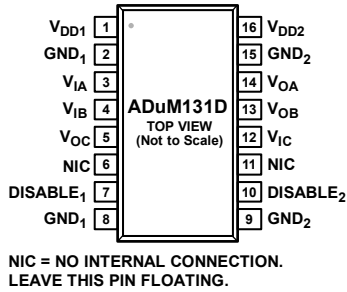 VDD1 1 16 VDD2
GND1 2 15 GND2
VIA 3 14 VOA
VIB 4 ADuM131D 13 VOB
TOP VIEW
VOC 5 (Not to Scale) 12 VIC
NIC 6 11 NIC
DISABLE1 7 10 DISABLE2
GND1 8 9 GND2
NIC = NO INTERNAL CONNECTION.
LEAVE THIS PIN FLOATING.